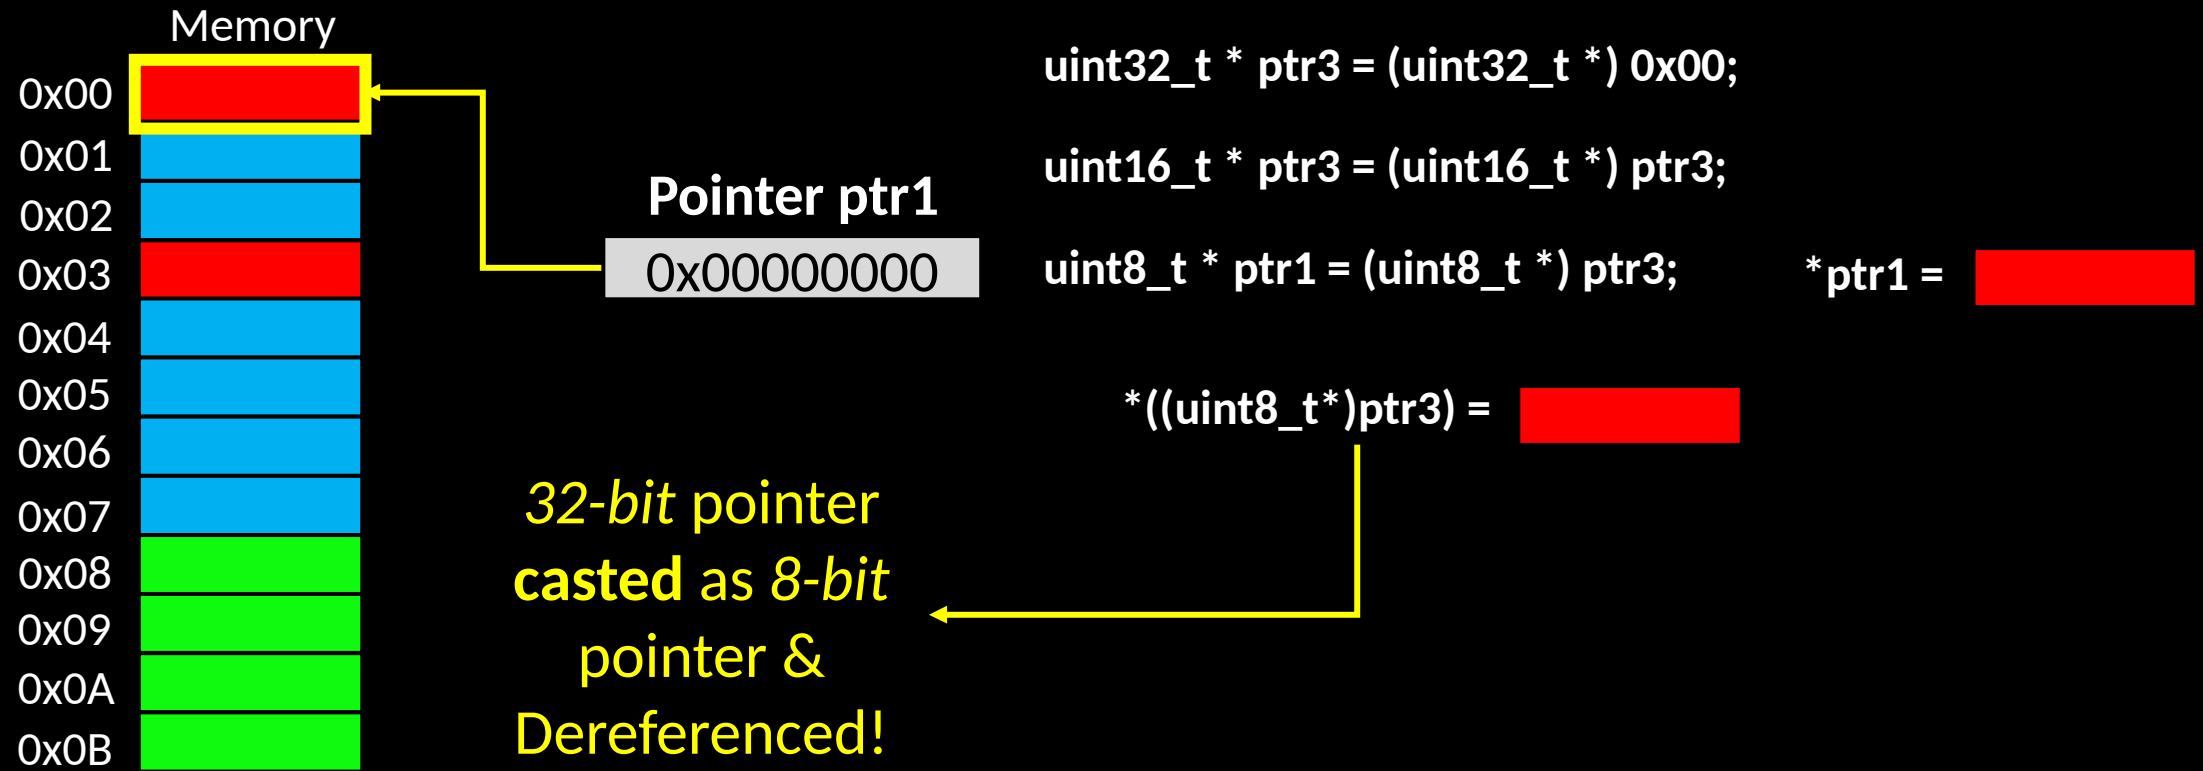 Memory
0x00
0x01
0x02
0x03
0x04
0x05
0x06
0x07
0x08
0x09
0x0A
0x0B
Pointer ptr1
0x00000000
uint32_t * ptr3 = (uint32_t *) 0x00;
uint16_t * ptr3 = (uint16_t *) ptr3;
uint8_t * ptr1 = (uint8_t *) ptr3;
*ptr1 =
*((uint8_t*)ptr3) =
32-bit pointer
casted as 8-bit
pointer &
Dereferenced!